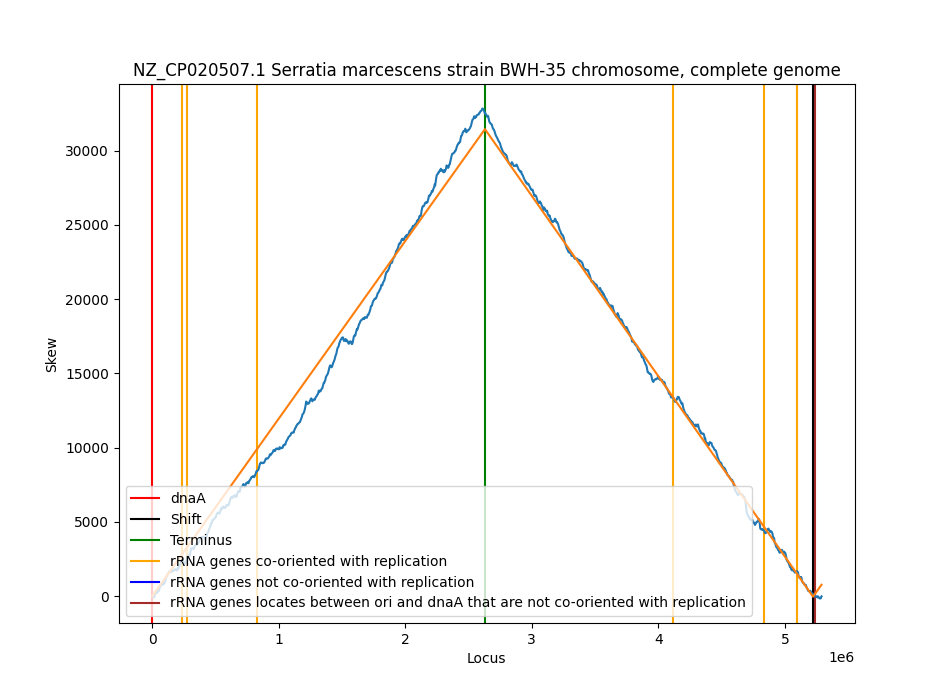 NZ_CP020507.1 Serratia marcescens strain BWH-35 chromosome, complete genome
30000
25000
20000
15000
10000
5000
0
Skew
dnaA
Shift
Terminus
rRNA genes co-oriented with replication
rRNA genes not co-oriented with replication
rRNA genes locates between ori and dnaA that are not co-oriented with replication
0 1 2 3 4 5
1e6
Locus